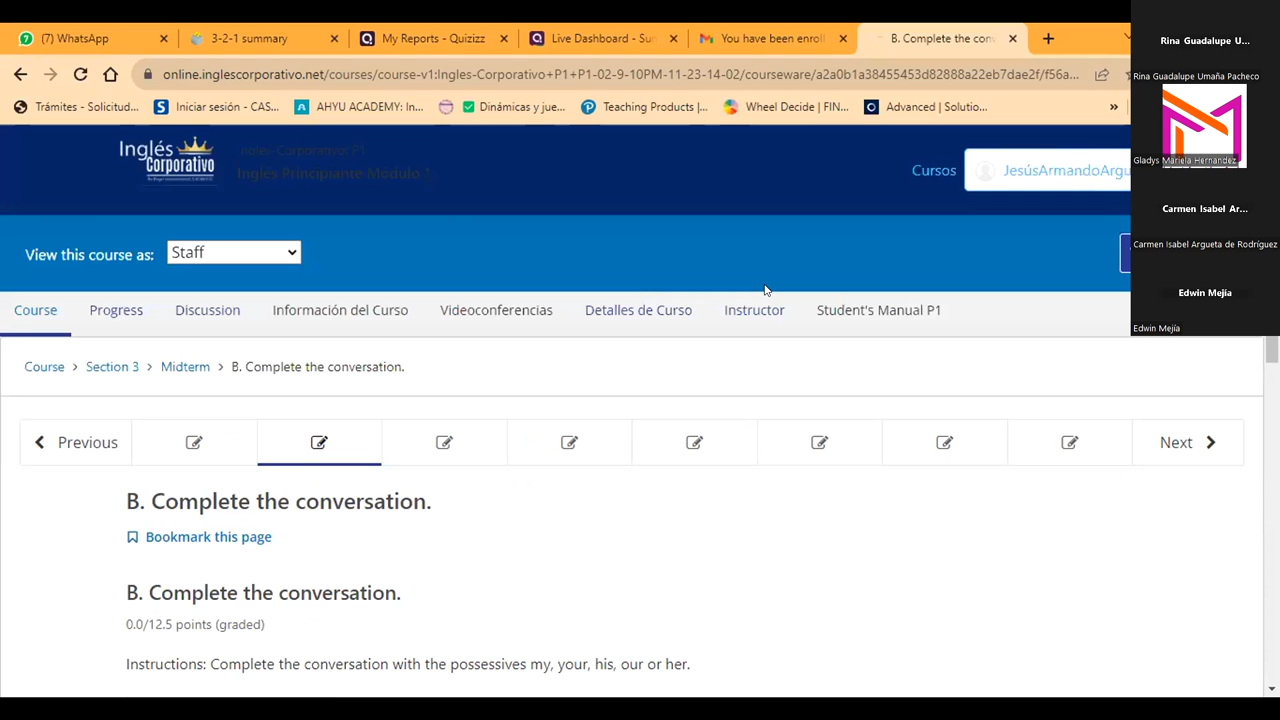 (7) WhatsApp
3-2-1 summary
My Reports - Quizizz
Live Dashboard - Sur
You have been enroll
B. Complete the conv
online.inglescorporativo.net/courses/course-v1:Ingles-Corporativo+P1+P1-02-9-10PM-11-23-14-02/courseware/a2a0b1a38455453d82888a22eb7dae2f/f56a...
Trámites - Solicitud...
Iniciar sesión - CAS...
AHYU ACADEMY: In...
Dinámicas y jue...
Teaching Products |...
Wheel Decide | FIN...
Advanced | Solutio...
»
Inglés
Corporativo
Ingles-Corporativo: P1
Inglés Principiante Modulo 1
Cursos
JesúsArmandoArgu
View this course as:
Staff
Course
Progress
Discussion
Información del Curso
Videoconferencias
Detalles de Curso
Instructor
Student's Manual P1
Course > Section 3 > Midterm > B. Complete the conversation.
Previous
Next
B. Complete the conversation.
Bookmark this page
B. Complete the conversation.
0.0/12.5 points (graded)
Instructions: Complete the conversation with the possessives my, your, his, our or her.
Rina Guadalupe U...
Rina Guadalupe Umaña Pacheco
Gladys Mariela Hernandez
Carmen Isabel Ar...
Carmen Isabel Argueta de Rodríguez
Edwin Mejía
Edwin Mejía